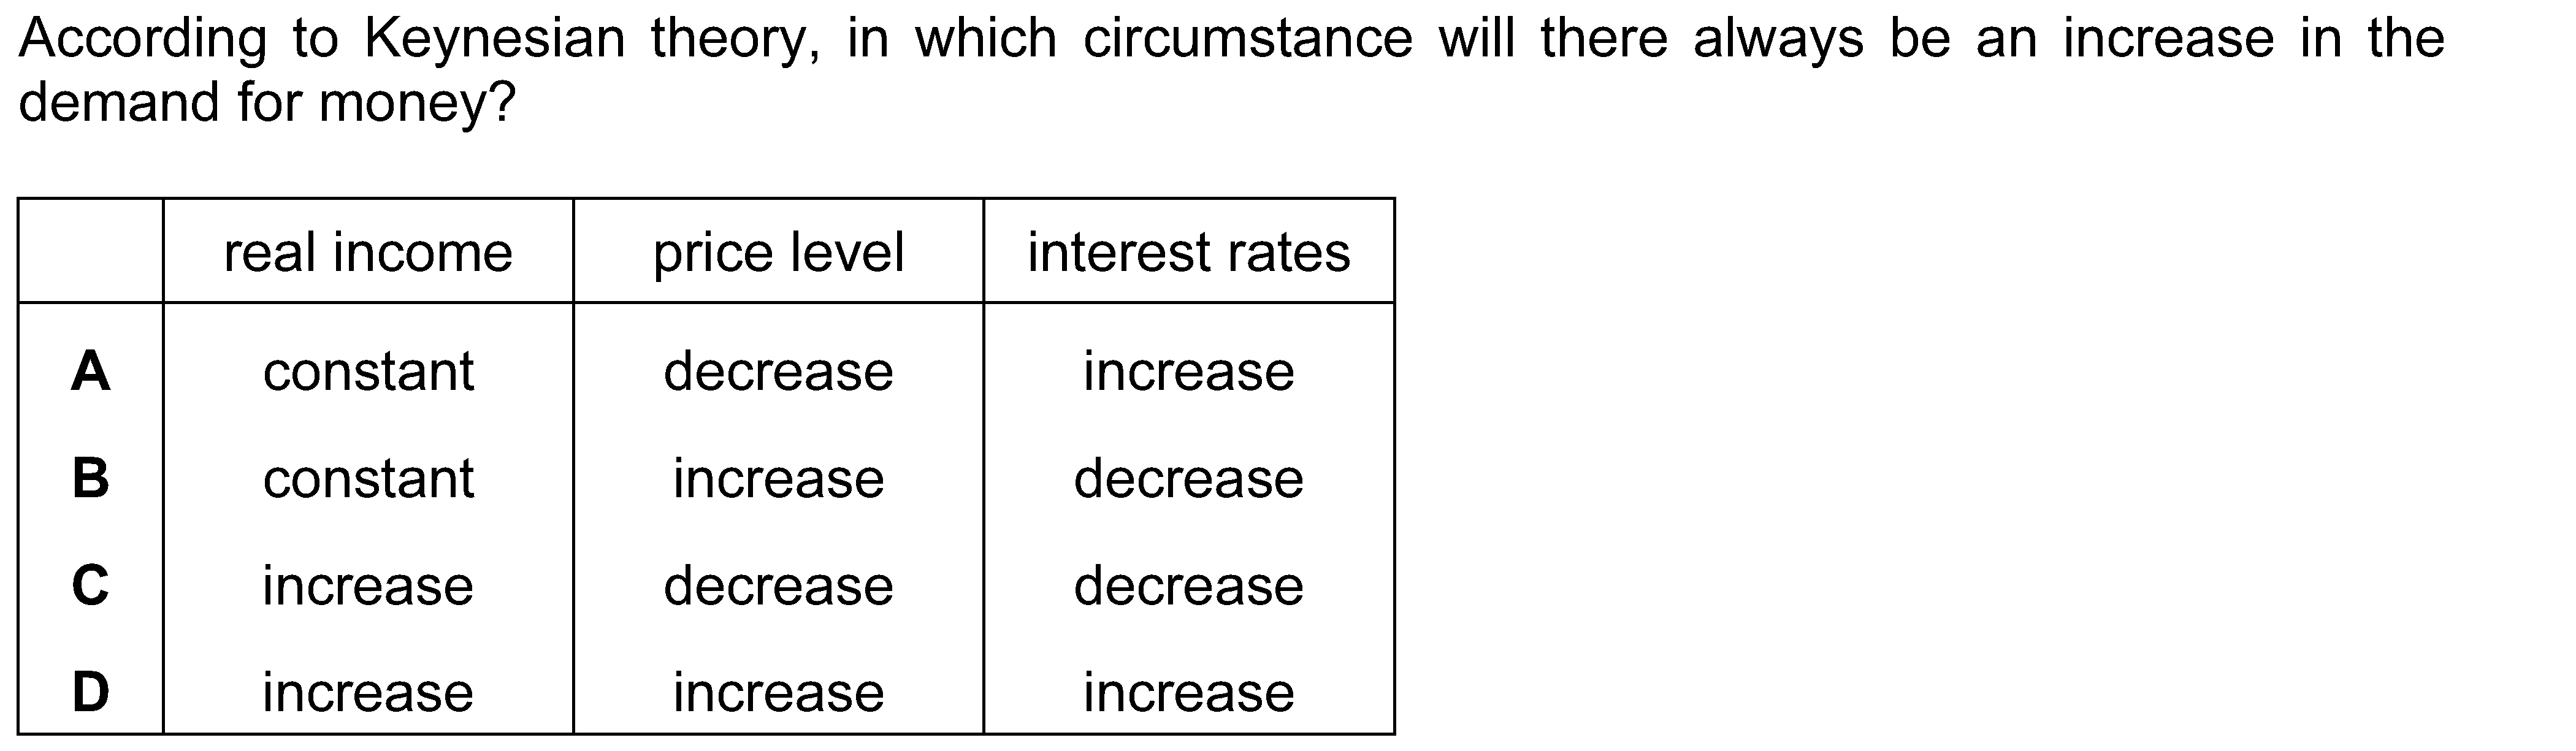 According to Keynesian theory, in which circumstance will there always be an increase in the
demand for money?
real income price level interest rates
A constant decrease increase
B constant increase decrease
C increase decrease decrease
D increase increase increase